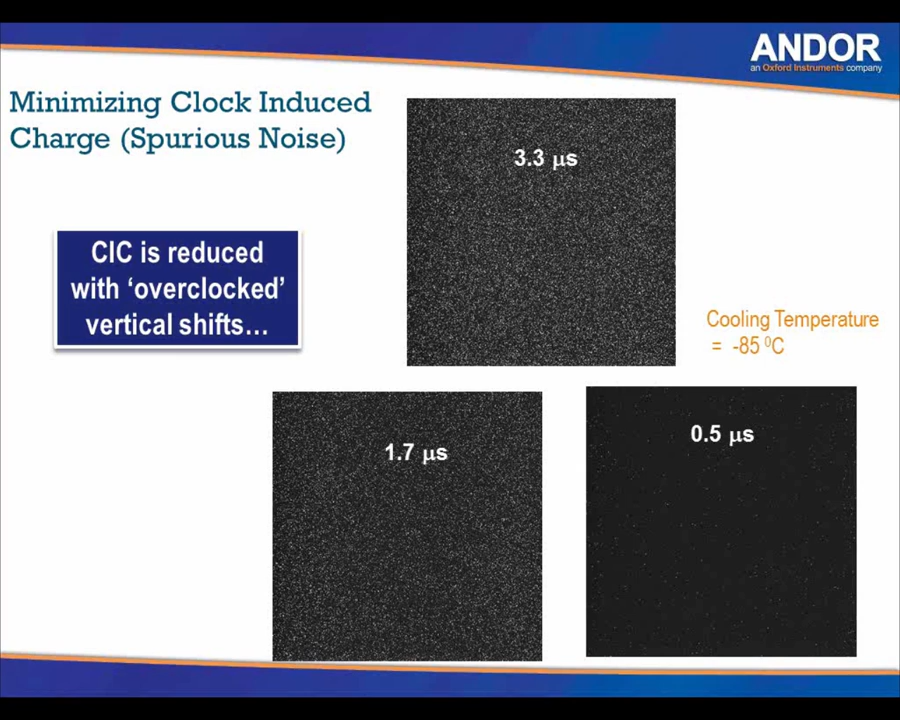 ANDOR
an Oxford Instruments company
Minimizing Clock Induced
Charge (Spurious Noise)
3.3 μs
CIC is reduced
with ‘overclocked’
vertical shifts…
Cooling Temperature
= -85 ⁰C
1.7 μs
0.5 μs